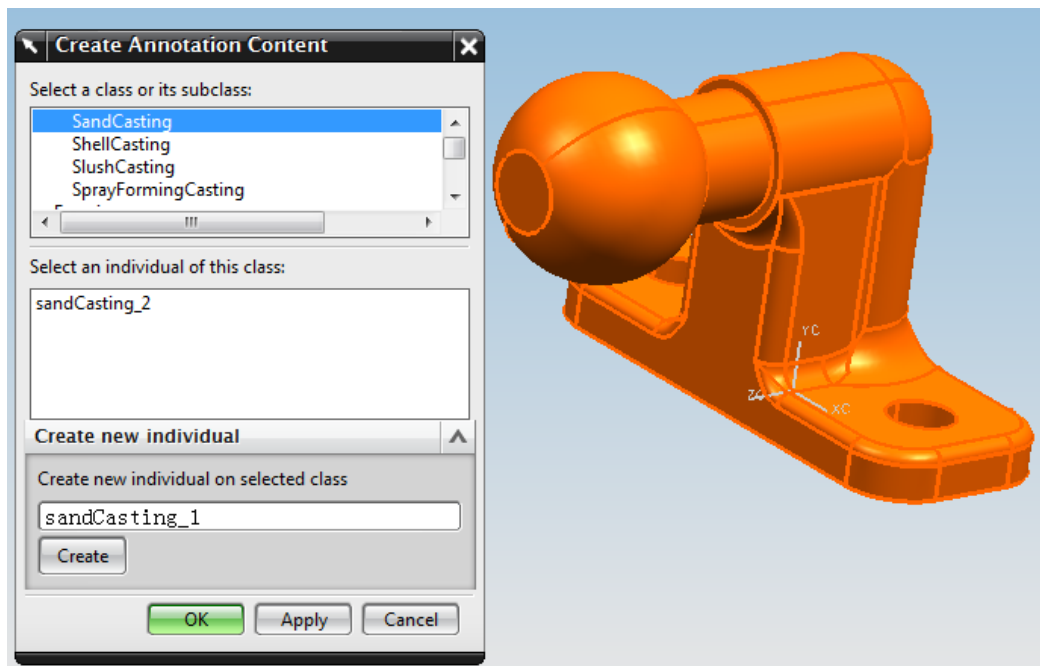 Create Annotation Content
Select a class or its subclass:
SandCasting
ShellCasting
SlushCasting
SprayFormingCasting
Select an individual of this class:
sandCasting_2
Create new individual
Create new individual on selected class
sandCasting_1
Create
OK Apply Cancel
YC
ZC XC